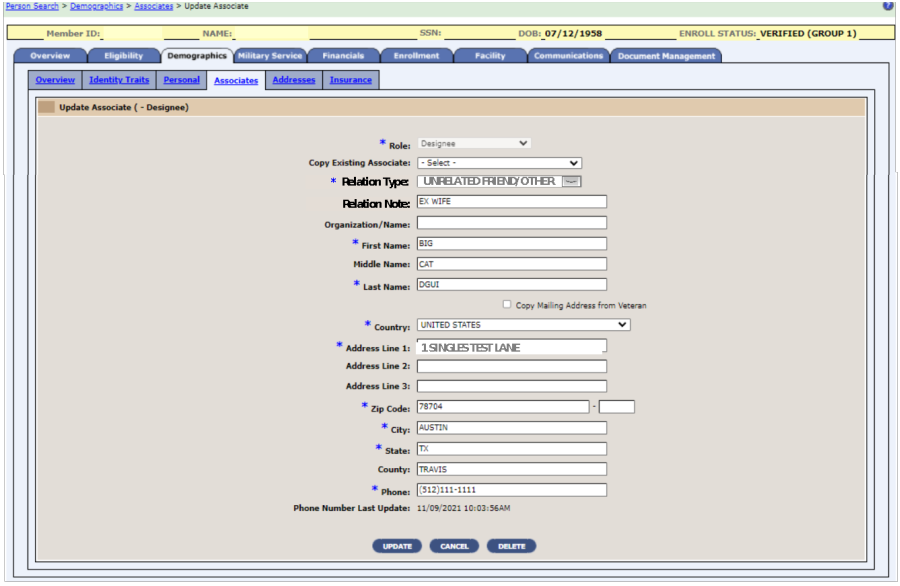 Person Search > Demographics > Associates > Update Associate
Member ID: NAME: SSN: DOB: 07/12/1958 ENROLL STATUS: VERIFIED (GROUP 1)
Overview Eligibility Demographics Military Service Financials Enrollment Facility Communications Document Management
Overview Identity Traits Personal Associates Addresses Insurance
Update Associate ( - Designee)
* Role: Designee
Copy Existing Associate: - Select -
* Relation Type: UNRELATED FRIEND/OTHER
Relation Note: EX WIFE
Organization/Name:
* First Name: BIG
Middle Name: CAT
* Last Name: DGUI
Copy Mailing Address from Veteran
* Country: UNITED STATES
* Address Line 1: 1 SINGLES TEST LANE
Address Line 2:
Address Line 3:
* Zip Code: 78704 -
* City: AUSTIN
* State: TX
County: TRAVIS
* Phone: (512)111-1111
Phone Number Last Update: 11/09/2021 10:03:56AM
UPDATE CANCEL DELETE